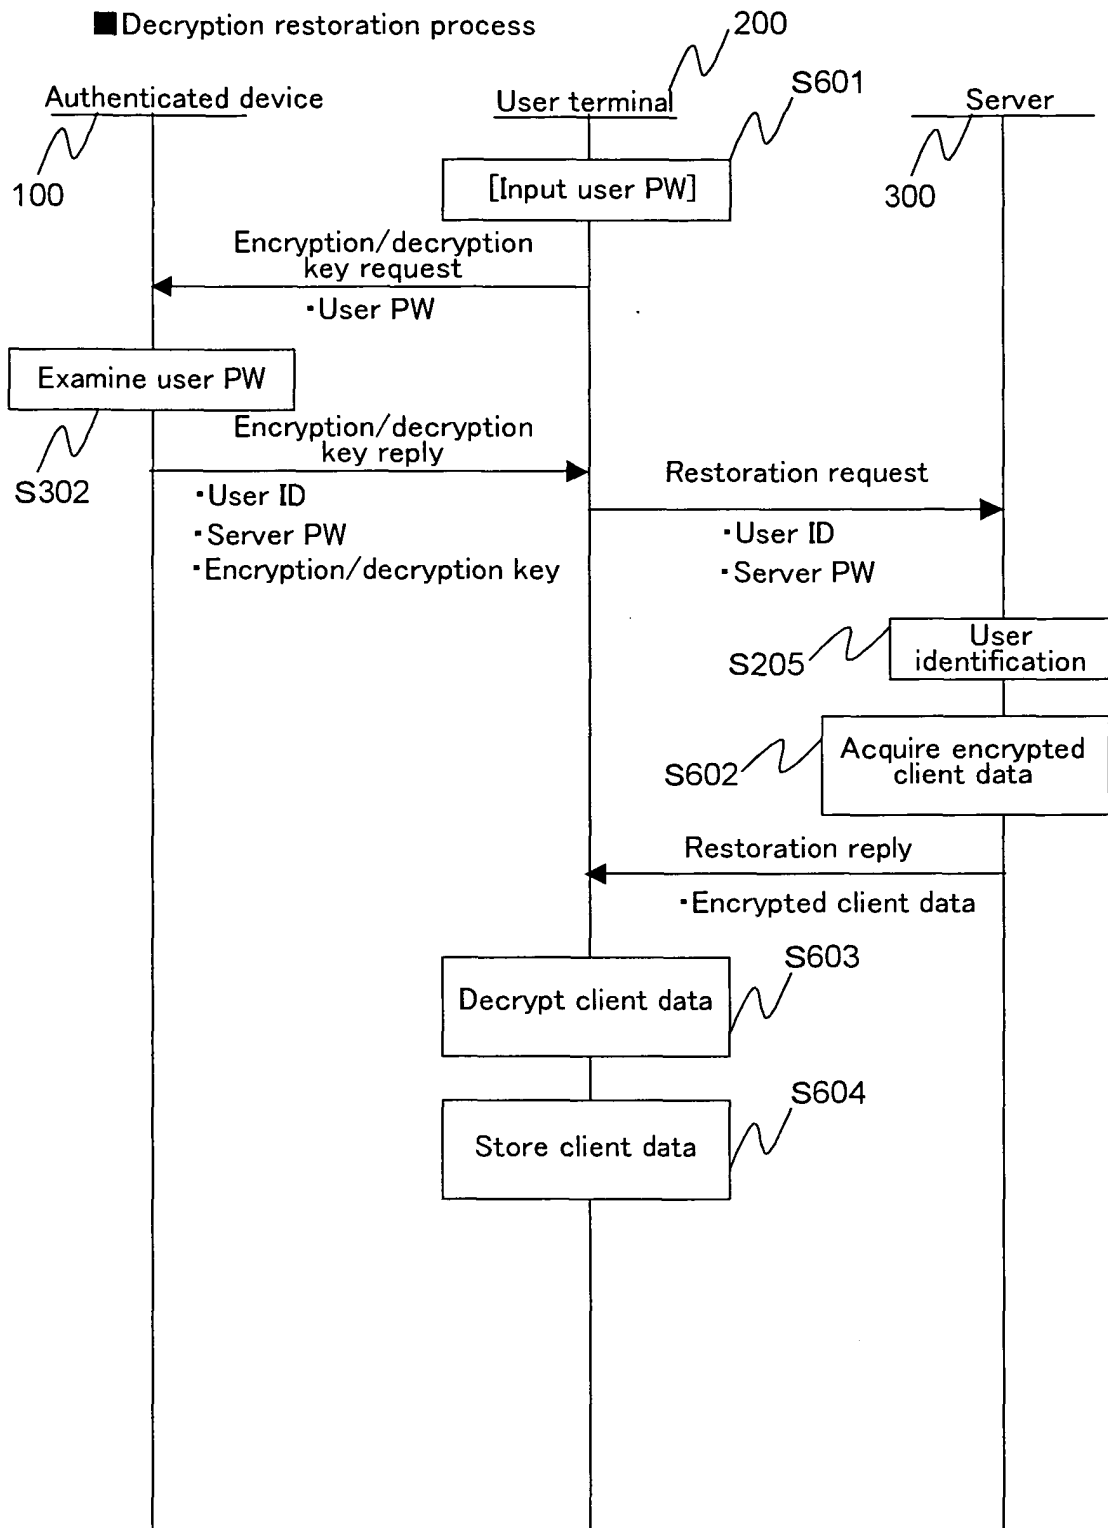 ■Decryption restoration process
200
S601
Authenticated device
User terminal
Server
100
300
[Input user PW]
Encryption/decryption
key request
・User PW
Examine user PW
S302
Encryption/decryption
key reply
・User ID
・Server PW
・Encryption/decryption key
Restoration request
・User ID
・Server PW
User
identification
S205
Acquire encrypted
client data
S602
Restoration reply
・Encrypted client data
S603
Decrypt client data
S604
Store client data